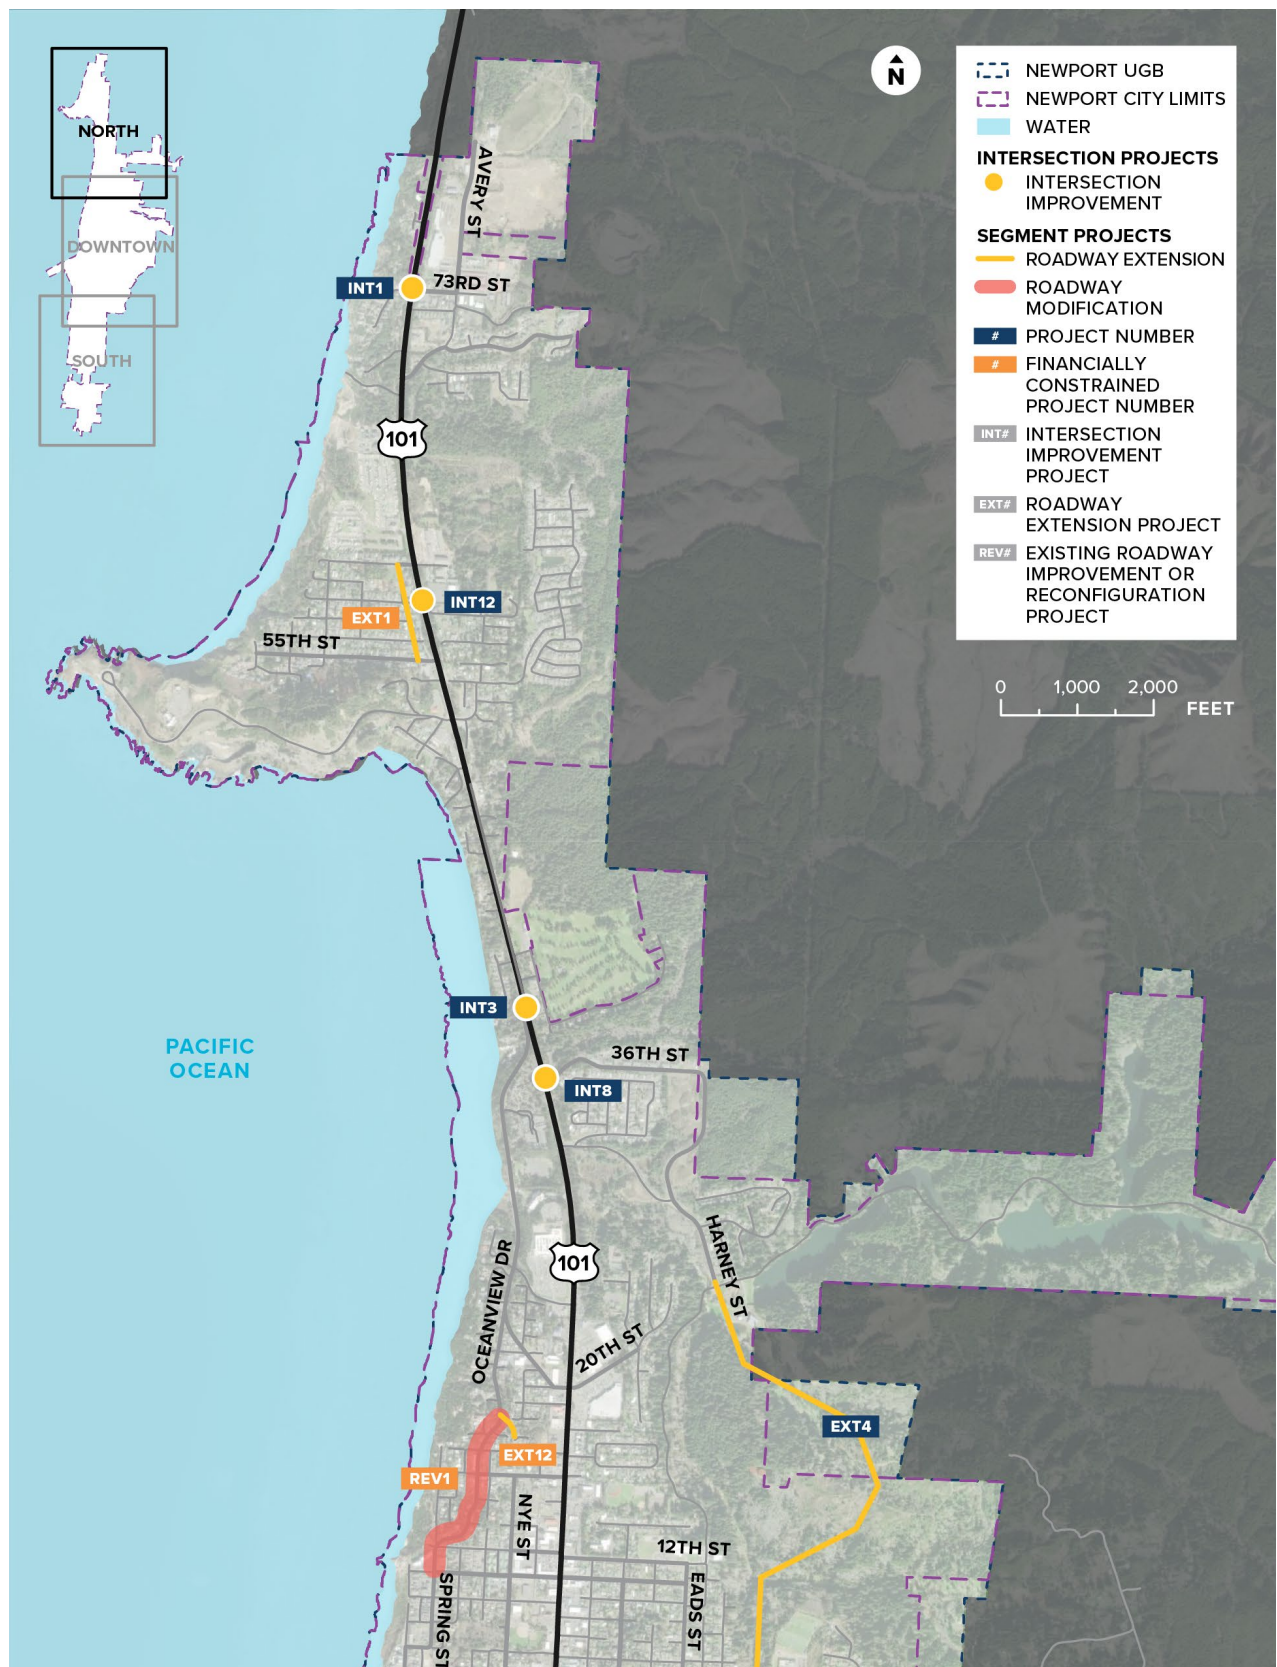 NORTH
DOWNTOWN
SOUTH
N
NEWPORT UGB
NEWPORT CITY LIMITS
WATER
INTERSECTION PROJECTS
INTERSECTION
IMPROVEMENT
SEGMENT PROJECTS
ROADWAY EXTENSION
ROADWAY
MODIFICATION
# PROJECT NUMBER
# FINANCIALLY
CONSTRAINED
PROJECT NUMBER
INT# INTERSECTION
IMPROVEMENT
PROJECT
EXT# ROADWAY
EXTENSION PROJECT
REV# EXISTING ROADWAY
IMPROVEMENT OR
RECONFIGURATION
PROJECT
0 1,000 2,000
FEET
AVERY ST
INT1
73RD ST
101
INT12
EXT1
55TH ST
INT3
PACIFIC
OCEAN
36TH ST
INT8
HARNEY ST
OCEANVIEW DR
101
20TH ST
EXT4
EXT12
REV1
NYE ST
12TH ST
SPRING ST
EADS ST